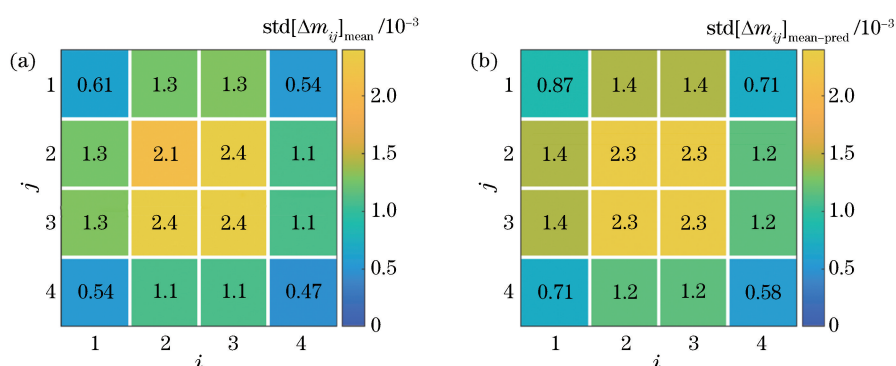 std[Δm_ij]_mean/10⁻³
(a)
1 0.61 1.3 1.3 0.54
2 1.3 2.1 2.4 1.1
3 1.3 2.4 2.4 1.1
4 0.54 1.1 1.1 0.47
1 2 3 4
i
j
2.0
1.5
1.0
0.5
0
std[Δm_ij]_mean−pred/10⁻³
(b)
1 0.87 1.4 1.4 0.71
2 1.4 2.3 2.3 1.2
3 1.4 2.3 2.3 1.2
4 0.71 1.2 1.2 0.58
1 2 3 4
i
j
2.0
1.5
1.0
0.5
0